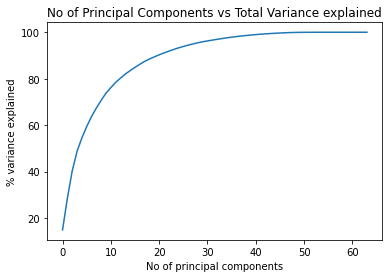 No of Principal Components vs Total Variance explained
100
80
60
40
20
% variance explained
0 10 20 30 40 50 60
No of principal components